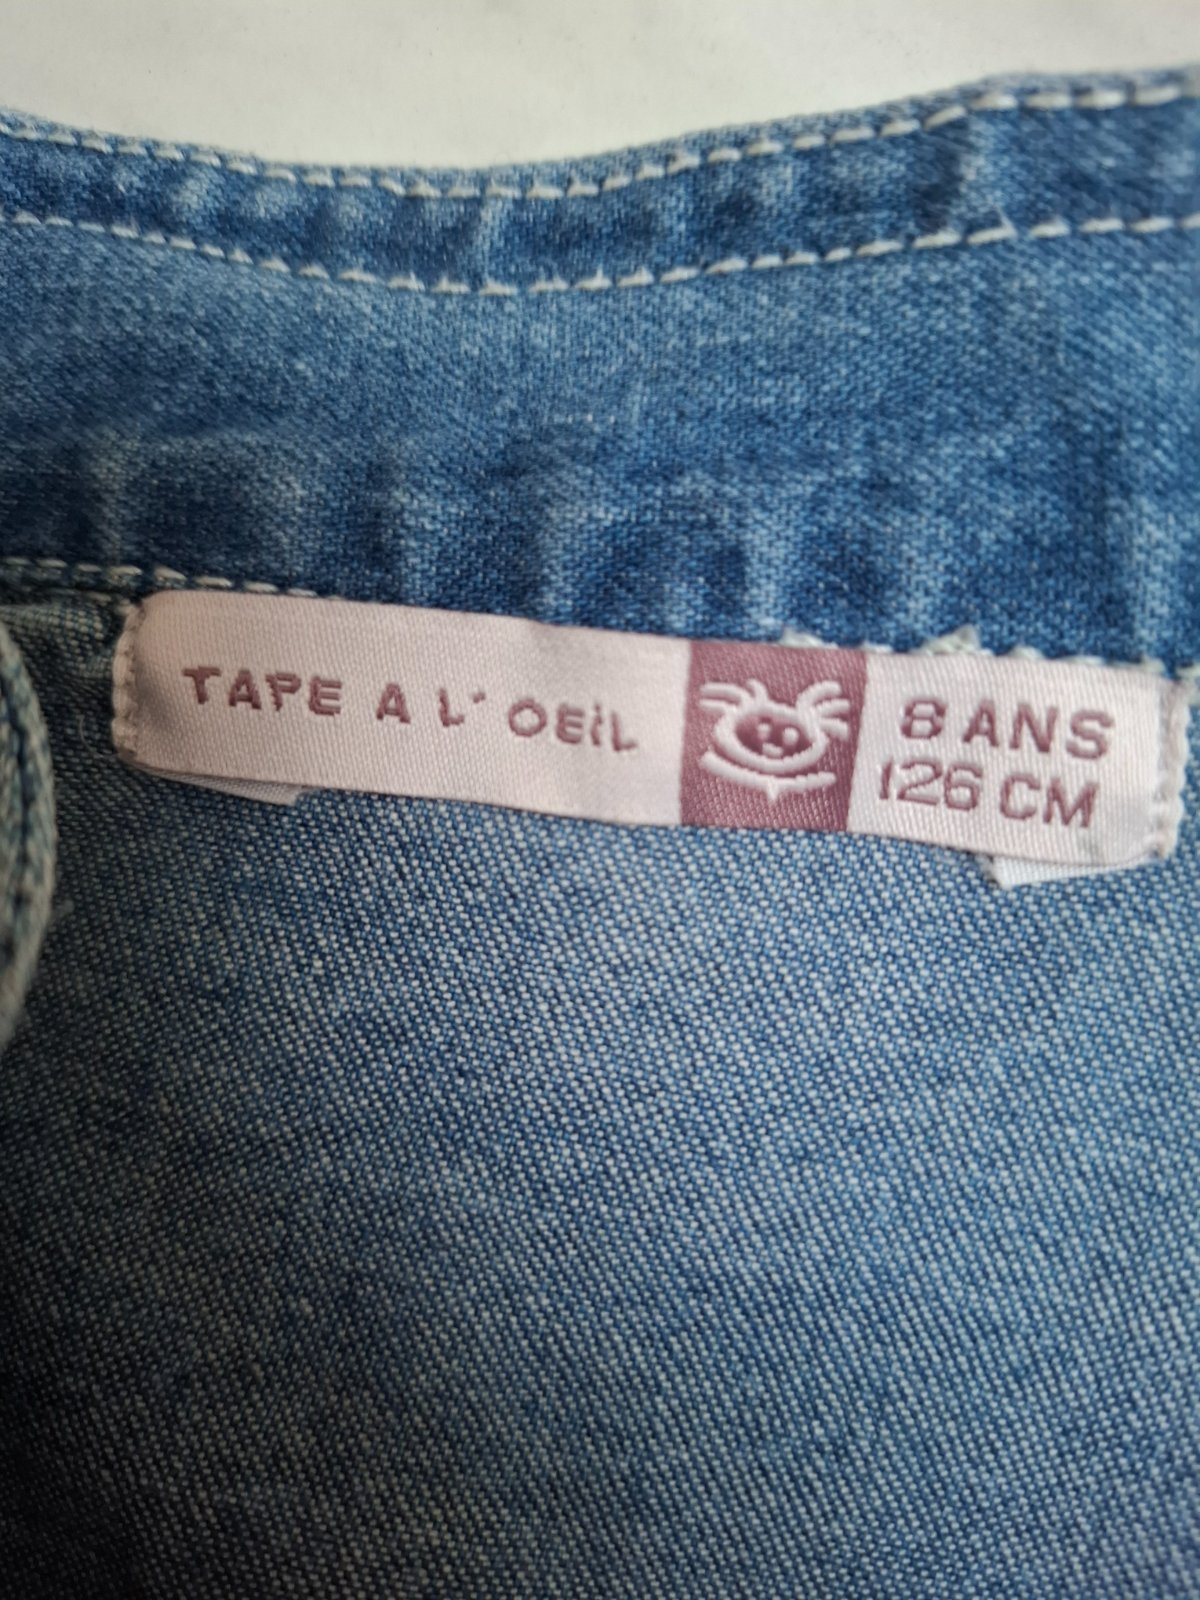 TAPE A L'OEiL
8 ANS
126 CM